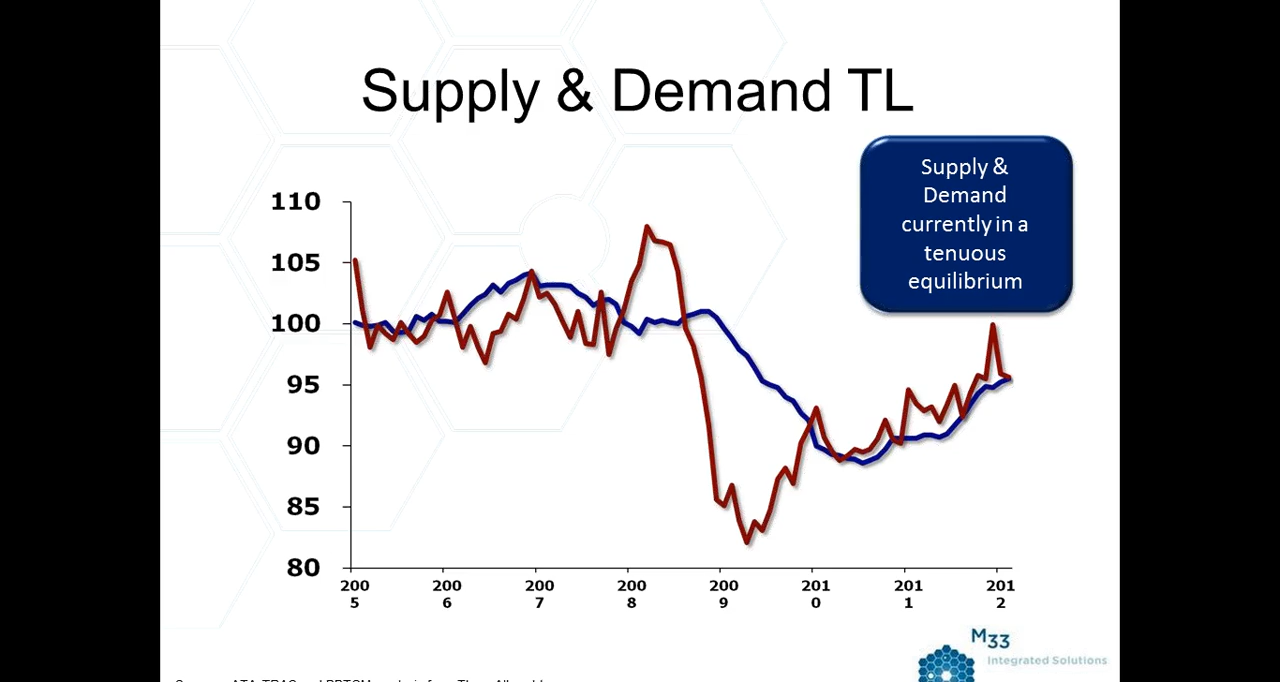 Supply & Demand TL
Supply &
Demand
currently in a
tenuous
equilibrium
110
105
100
95
90
85
80
200
5
200
6
200
7
200
8
200
9
201
0
201
1
201
2
M33
Integrated Solutions